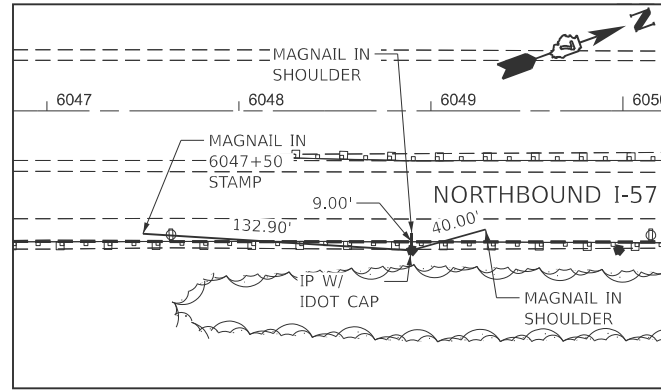 MAGNAIL IN
SHOULDER
N
6047
6048
6049
6050
MAGNAIL IN
6047+50
STAMP
9.00'
NORTHBOUND I-57
132.90'
40.00'
IP W/
IDOT CAP
MAGNAIL IN
SHOULDER